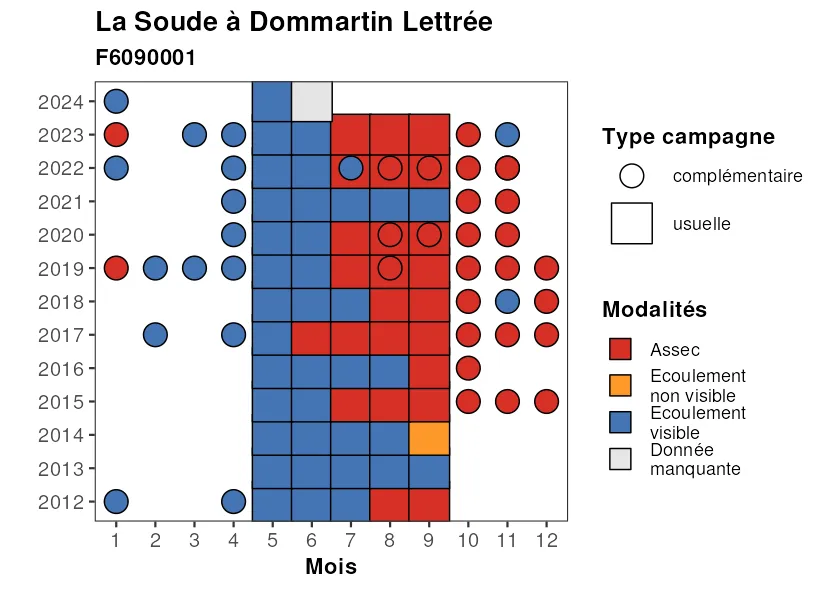 La Soude à Dommartin Lettrée
F6090001
2024
2023
2022
2021
2020
2019
2018
2017
2016
2015
2014
2013
2012
1 2 3 4 5 6 7 8 9 10 11 12
Mois
Type campagne
complémentaire
usuelle
Modalités
Assec
Ecoulement
non visible
Ecoulement
visible
Donnée
manquante